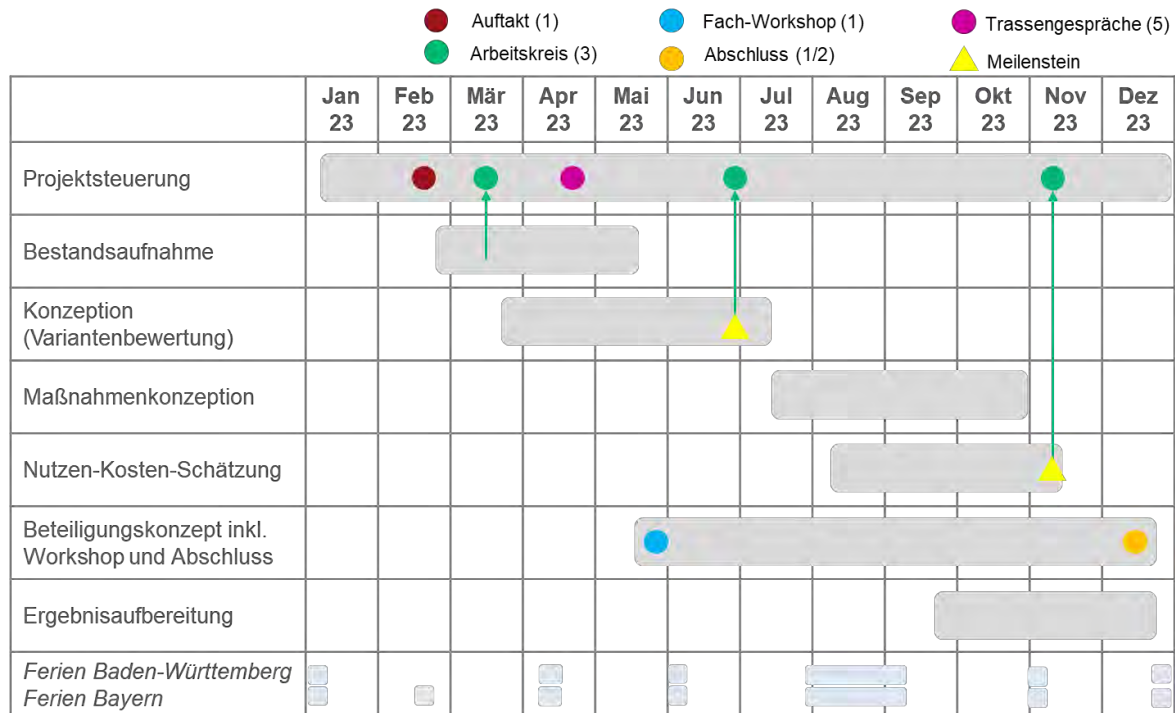 Auftakt (1)
Fach-Workshop (1)
Trassengespräche (5)
Arbeitskreis (3)
Abschluss (1/2)
Meilenstein
Jan Feb Mär Apr Mai Jun Jul Aug Sep Okt Nov Dez
23 23 23 23 23 23 23 23 23 23 23 23
Projektsteuerung
Bestandsaufnahme
Konzeption
(Variantenbewertung)
Maßnahmenkonzeption
Nutzen-Kosten-Schätzung
Beteiligungskonzept inkl.
Workshop und Abschluss
Ergebnisaufbereitung
Ferien Baden-Württemberg
Ferien Bayern